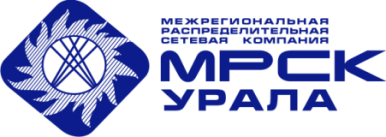 МЕЖРЕГИОНАЛЬНАЯ
РАСПРЕДЕЛИТЕЛЬНАЯ
СЕТЕВАЯ КОМПАНИЯ
МРСК
УРАЛА